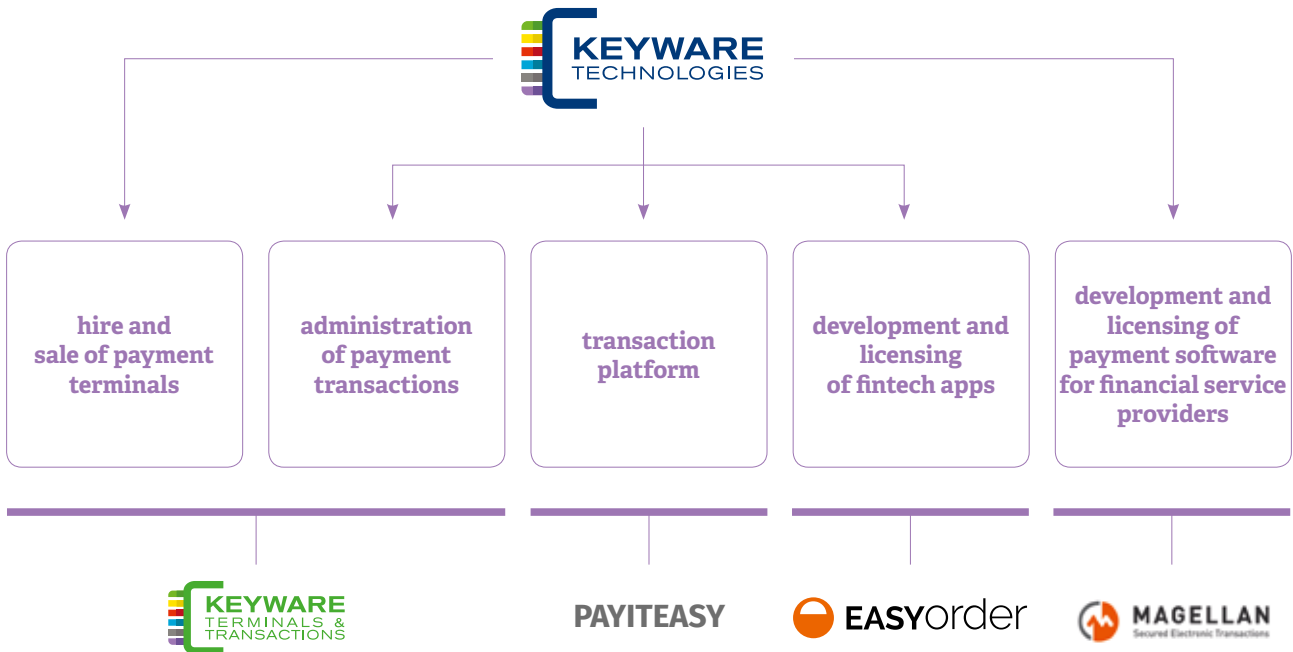 KEYWARE
TECHNOLOGIES
hire and
sale of payment
terminals
administration
of payment
transactions
transaction
platform
development and
licensing
of fintech apps
development and
licensing of
payment software
for financial service
providers
KEYWARE
TERMINALS &
TRANSACTIONS
PAYITEASY
EASYorder
MAGELLAN
Secured Electronic Transactions